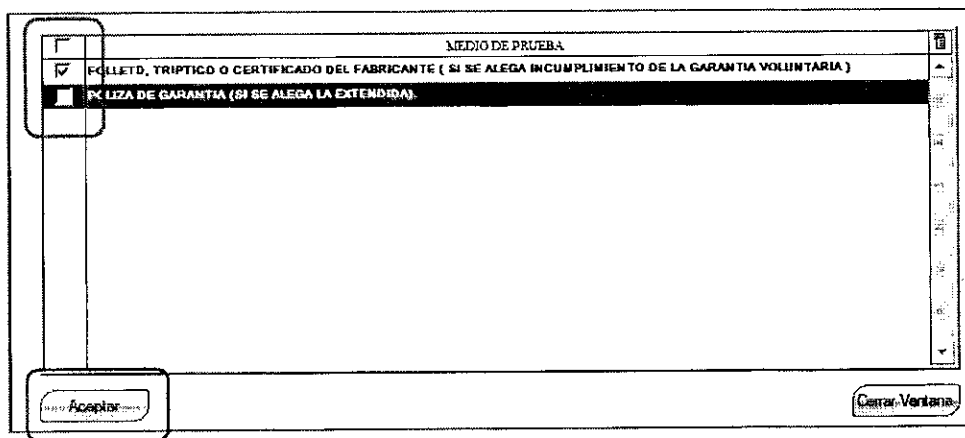 MEDIO DE PRUEBA
FOLLETO, TRIPTICO O CERTIFICADO DEL FABRICANTE ( SI SE ALEGA INCUMPLIMIENTO DE LA GARANTIA VOLUNTARIA )
POLIZA DE GARANTIA (SI SE ALEGA LA EXTENDIDA).
Aceptar
Cerrar Ventana